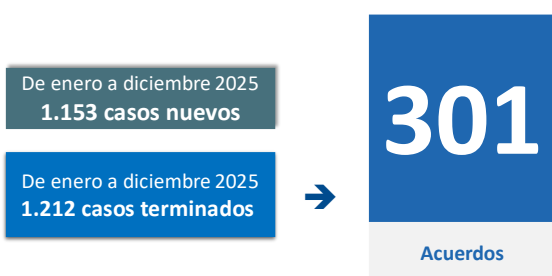 De enero a diciembre 2025
1.153 casos nuevos
De enero a diciembre 2025
1.212 casos terminados
301
Acuerdos